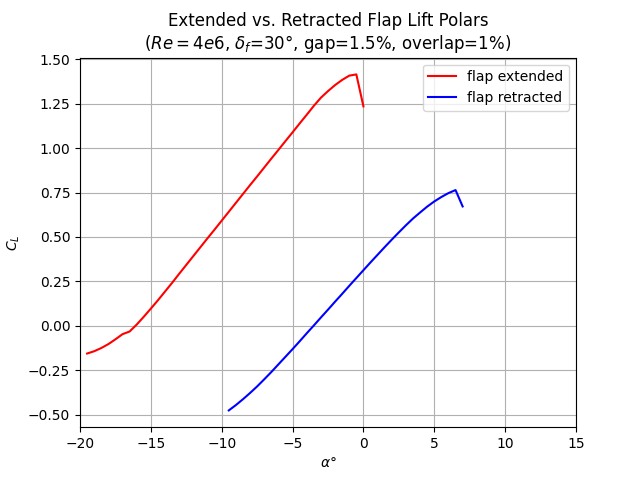 Extended vs. Retracted Flap Lift Polars
(Re = 4e6, δf=30°, gap=1.5%, overlap=1%)
flap extended
flap retracted
1.50
1.25
1.00
0.75
0.50
0.25
0.00
−0.25
−0.50
CL
−20 −15 −10 −5 0 5 10 15
α°